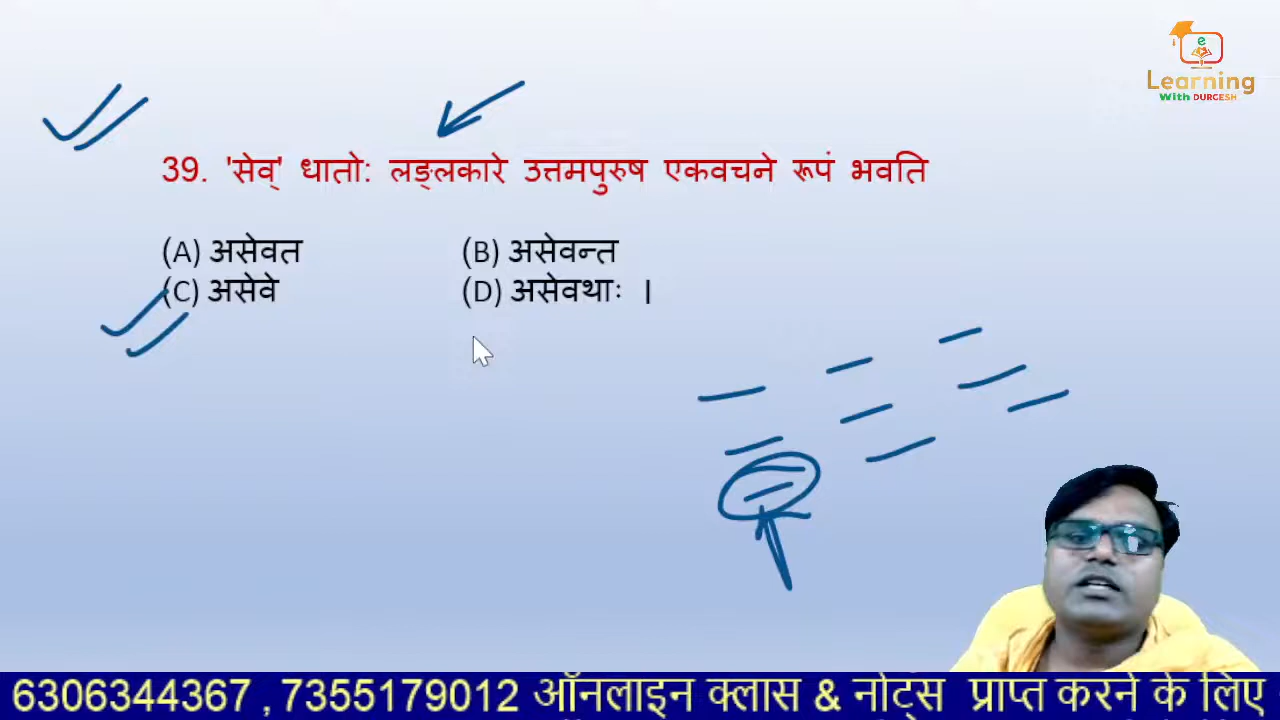 e
Learning
With DURGESH
39. 'सेव्' धातो: लङ्लकारे उत्तमपुरुष एकवचने रूपं भवति
(A) असेवत (B) असेवन्त
(C) असेवे (D) असेवथाः ।
6306344367 , 7355179012 ऑनलाइन क्लास & नोट्स प्राप्त करने के लिए